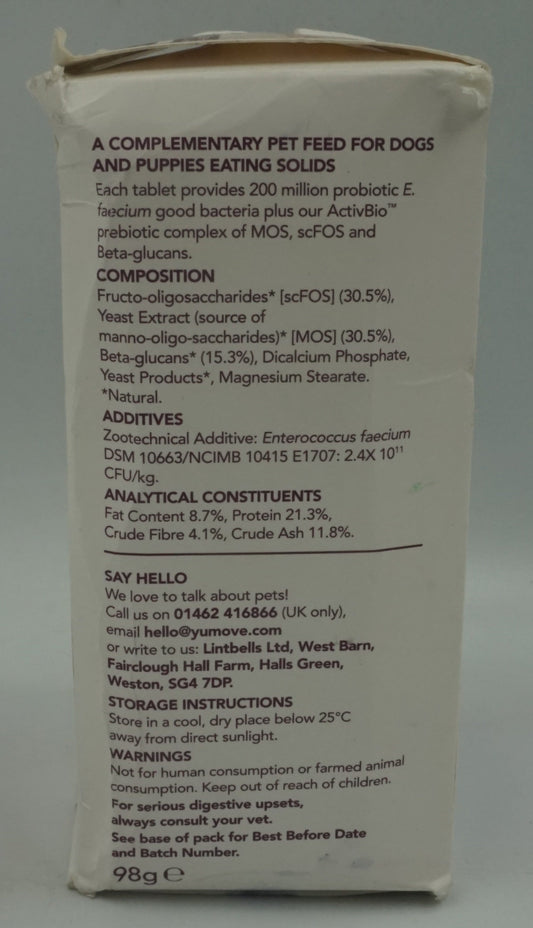 A COMPLEMENTARY PET FEED FOR DOGS
AND PUPPIES EATING SOLIDS
Each tablet provides 200 million probiotic E.
faecium good bacteria plus our ActivBio™
prebiotic complex of MOS, scFOS and
Beta-glucans.
COMPOSITION
Fructo-oligosaccharides* [scFOS] (30.5%),
Yeast Extract (source of
manno-oligo-saccharides)* [MOS] (30.5%),
Beta-glucans* (15.3%), Dicalcium Phosphate,
Yeast Products*, Magnesium Stearate.
*Natural.
ADDITIVES
Zootechnical Additive: Enterococcus faecium
DSM 10663/NCIMB 10415 E1707: 2.4X 10¹¹
CFU/kg.
ANALYTICAL CONSTITUENTS
Fat Content 8.7%, Protein 21.3%,
Crude Fibre 4.1%, Crude Ash 11.8%.
SAY HELLO
We love to talk about pets!
Call us on 01462 416866 (UK only),
email hello@yumove.com
or write to us: Lintbells Ltd, West Barn,
Fairclough Hall Farm, Halls Green,
Weston, SG4 7DP.
STORAGE INSTRUCTIONS
Store in a cool, dry place below 25°C
away from direct sunlight.
WARNINGS
Not for human consumption or farmed animal
consumption. Keep out of reach of children.
For serious digestive upsets,
always consult your vet.
See base of pack for Best Before Date
and Batch Number.
98g ℮